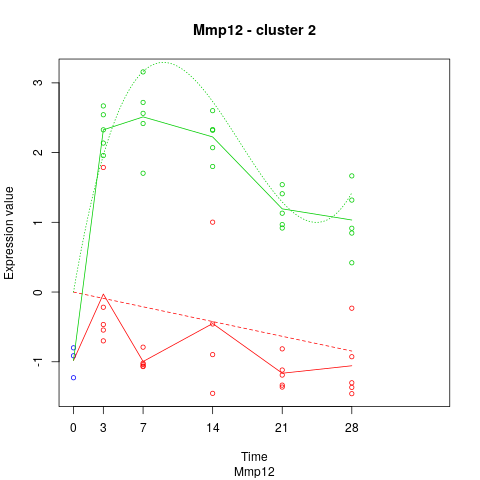 Mmp12 - cluster 2
Expression value
3
2
1
0
-1
0 3 7 14 21 28
Time
Mmp12